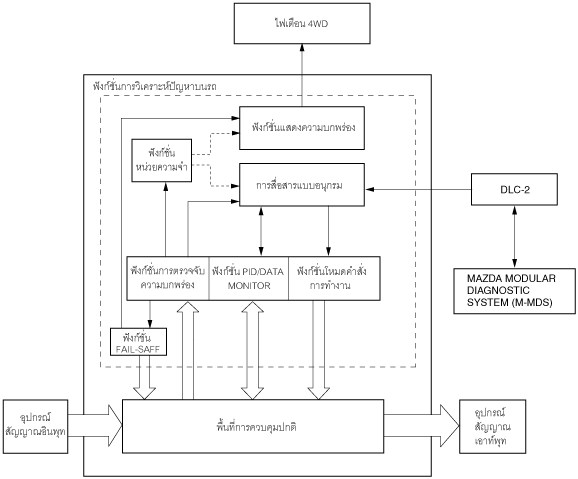 ไฟเตือน 4WD
ฟังก์ชั่นการวิเคราะห์ปัญหาบนรถ
ฟังก์ชั่นแสดงความบกพร่อง
ฟังก์ชั่น
หน่วยความจำ
การสื่อสารแบบอนุกรม
DLC-2
ฟังก์ชั่นการตรวจจับ
ความบกพร่อง
ฟังก์ชั่น PID/DATA
MONITOR
ฟังก์ชั่นโหมดคำสั่ง
การทำงาน
MAZDA MODULAR
DIAGNOSTIC
SYSTEM (M-MDS)
ฟังก์ชั่น
FAIL-SAFF
อุปกรณ์
สัญญาณอินพุท
พื้นที่การควบคุมปกติ
อุปกรณ์
สัญญาณ
เอาท์พุท